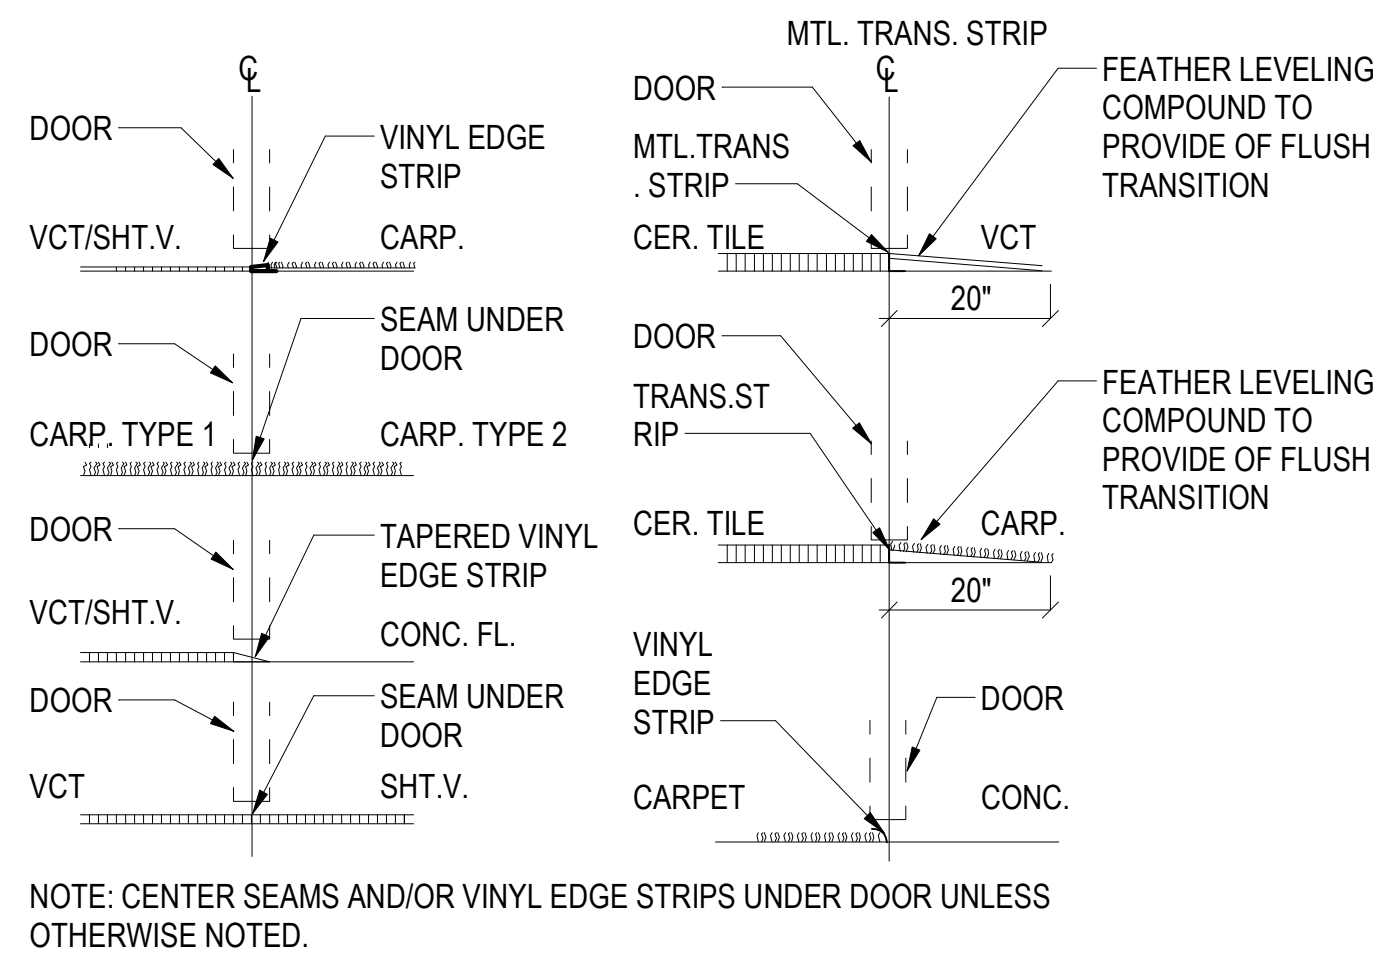 ℄
DOOR
VINYL EDGE
STRIP
VCT/SHT.V.
CARP.
DOOR
SEAM UNDER
DOOR
CARP. TYPE 1
CARP. TYPE 2
DOOR
TAPERED VINYL
EDGE STRIP
VCT/SHT.V.
CONC. FL.
DOOR
SEAM UNDER
DOOR
VCT
SHT.V.
MTL. TRANS. STRIP
℄
DOOR
FEATHER LEVELING
COMPOUND TO
PROVIDE OF FLUSH
TRANSITION
MTL.TRANS
. STRIP
CER. TILE
VCT
20"
DOOR
FEATHER LEVELING
COMPOUND TO
PROVIDE OF FLUSH
TRANSITION
TRANS.ST
RIP
CER. TILE
CARP.
20"
VINYL
EDGE
STRIP
DOOR
CARPET
CONC.
NOTE: CENTER SEAMS AND/OR VINYL EDGE STRIPS UNDER DOOR UNLESS
OTHERWISE NOTED.